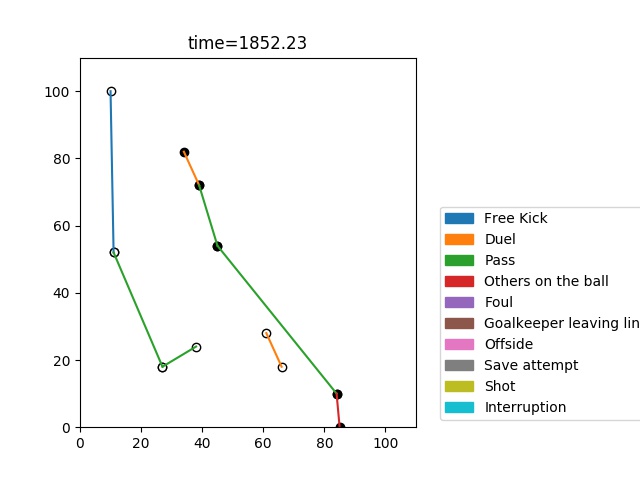 time=1852.23
100
80
60
40
20
0
0 20 40 60 80 100
Free Kick
Duel
Pass
Others on the ball
Foul
Goalkeeper leaving lin
Offside
Save attempt
Shot
Interruption